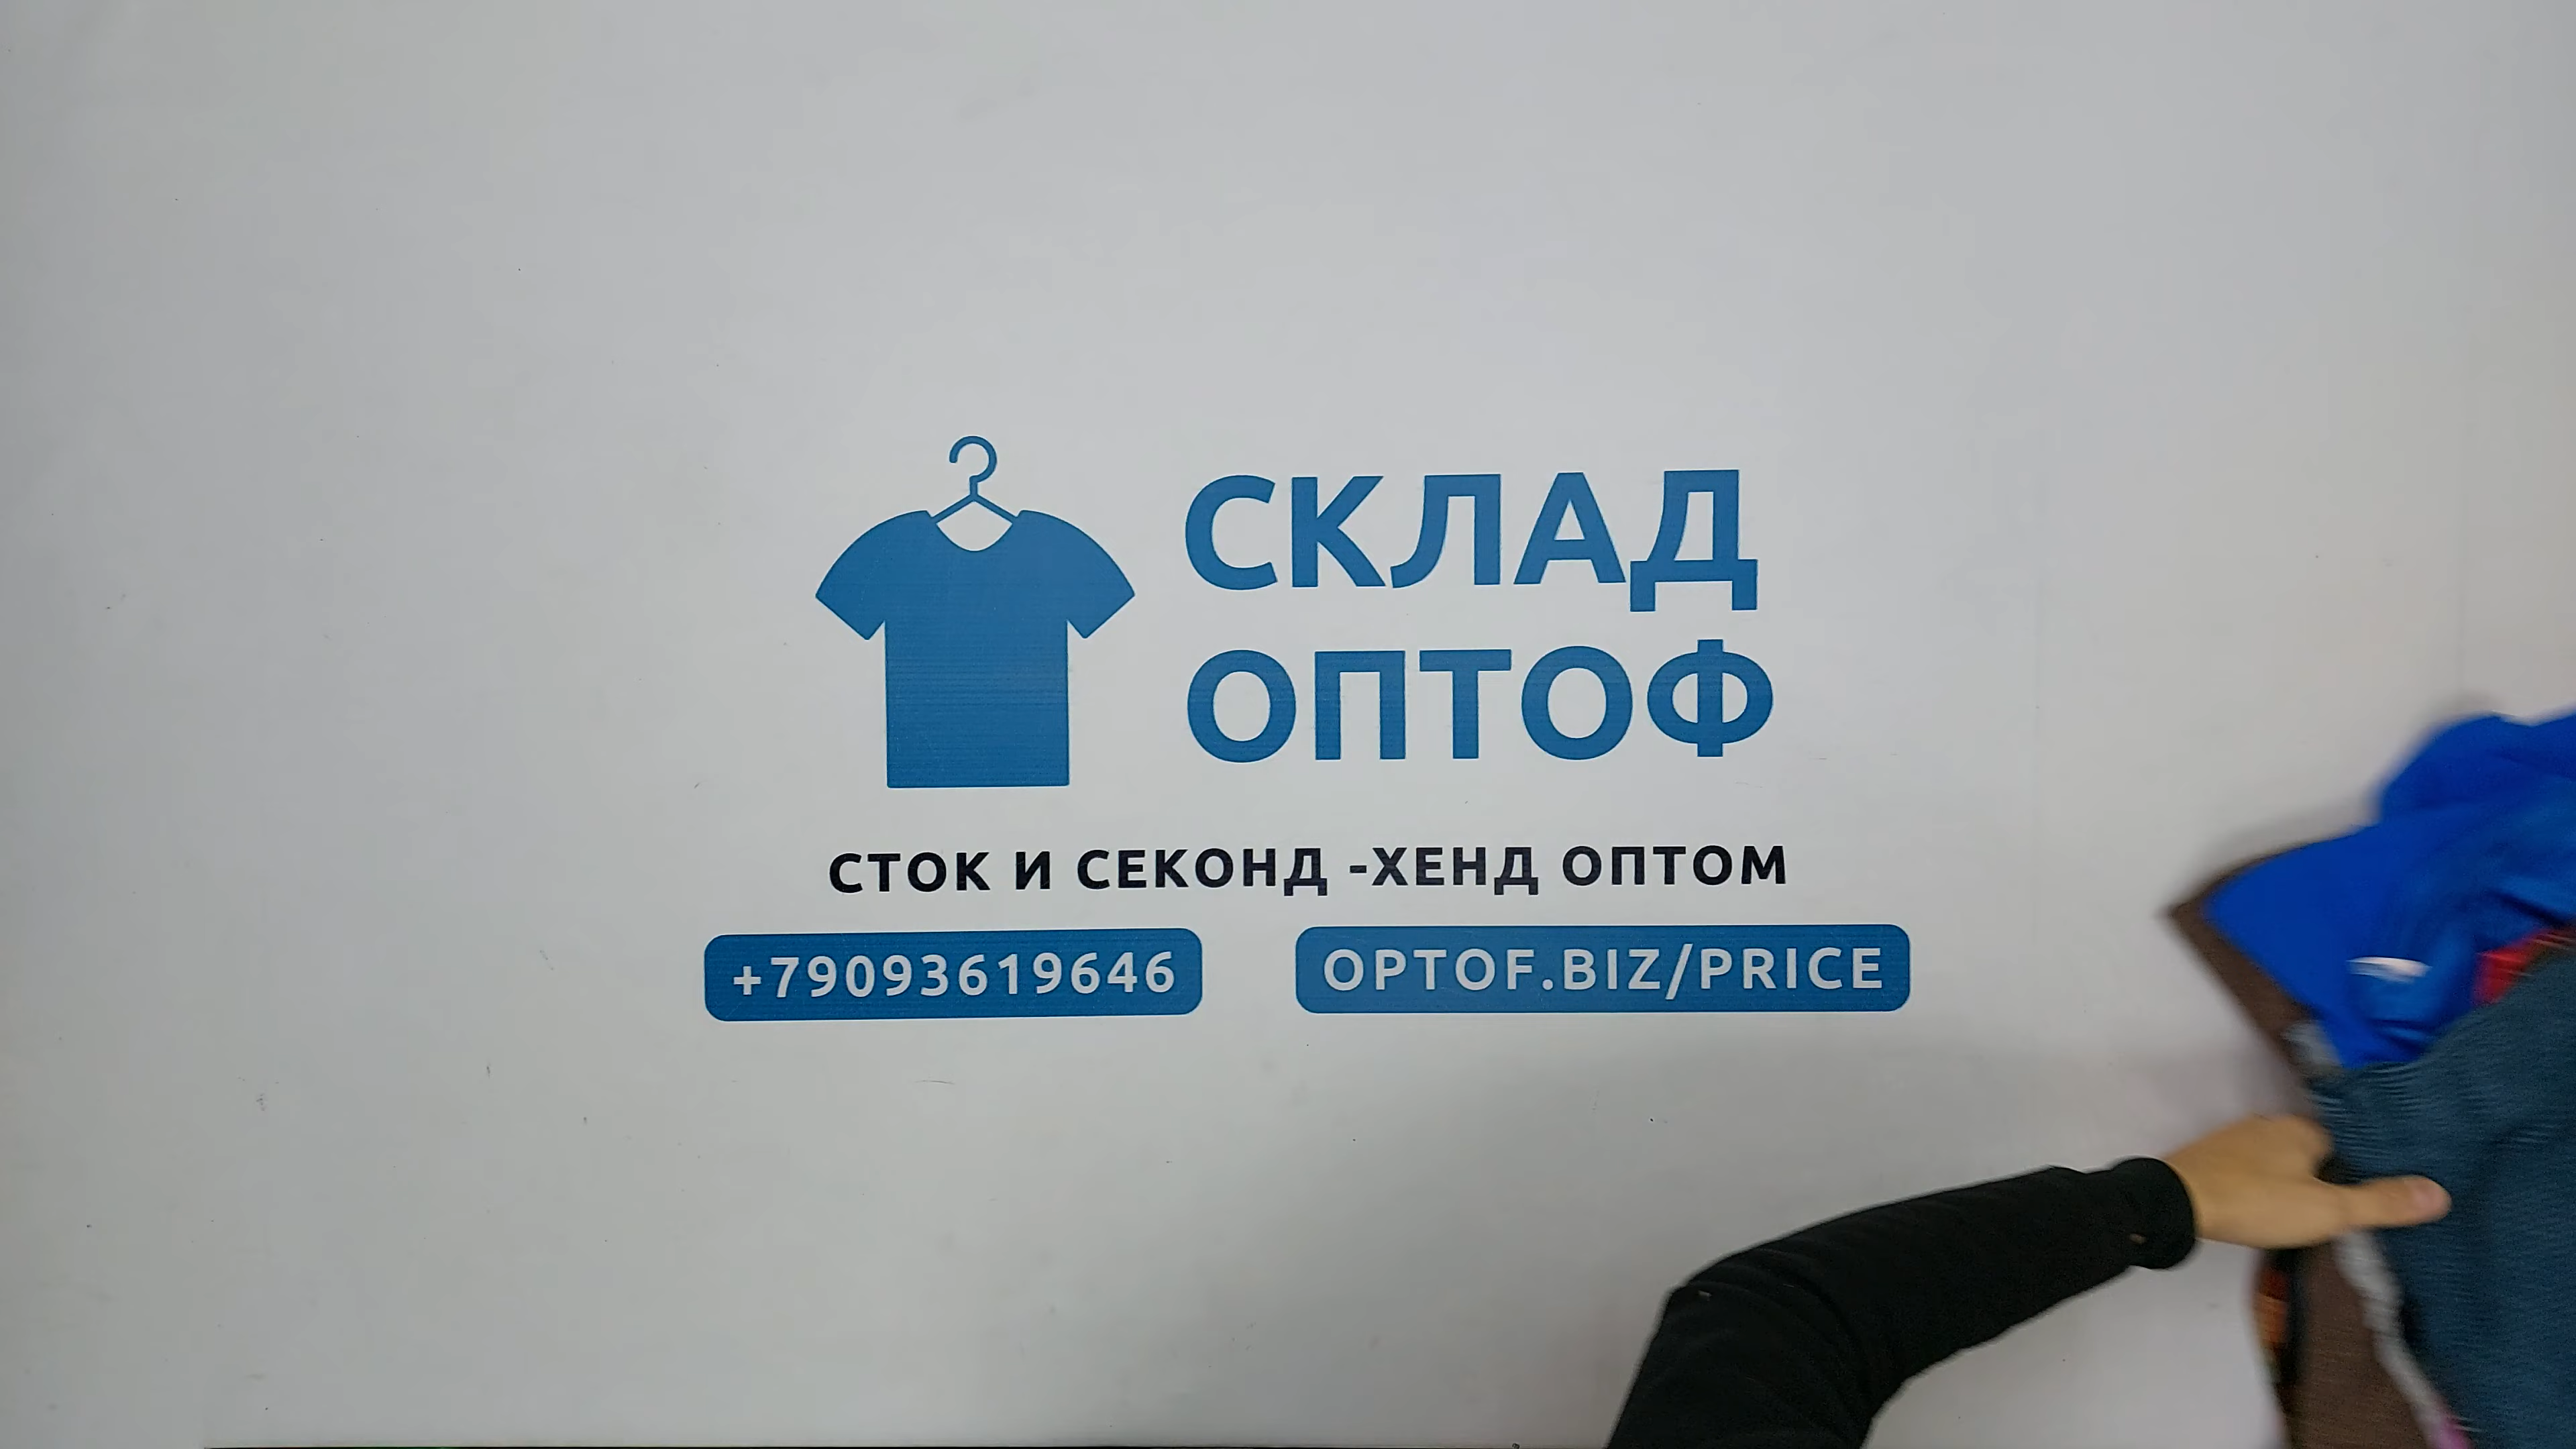 СКЛАД
ОПТОФ
СТОК И СЕКОНД -ХЕНД ОПТОМ
+79093619646
OPTOF.BIZ/PRICE